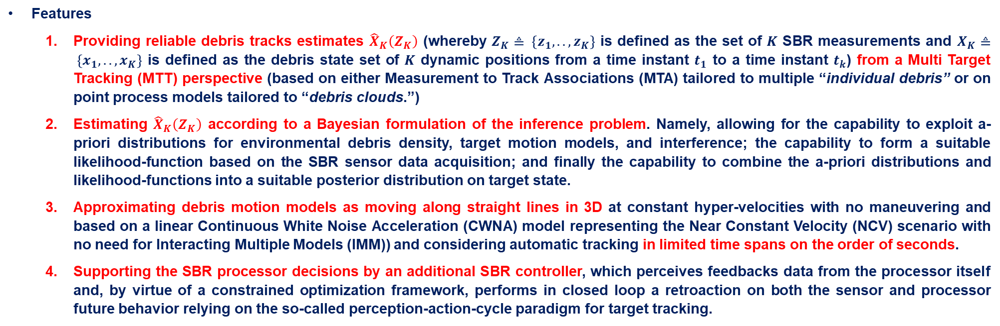 • Features
1. Providing reliable debris tracks estimates X̂_K(Z_K) (whereby Z_K ≜ {z_1,..,z_K} is defined as the set of K SBR measurements and X_K ≜
{x_1,..,x_K} is defined as the debris state set of K dynamic positions from a time instant t_1 to a time instant t_k) from a Multi Target
Tracking (MTT) perspective (based on either Measurement to Track Associations (MTA) tailored to multiple “individual debris” or on
point process models tailored to “debris clouds.”)
2. Estimating X̂_K(Z_K) according to a Bayesian formulation of the inference problem. Namely, allowing for the capability to exploit a-
priori distributions for environmental debris density, target motion models, and interference; the capability to form a suitable
likelihood-function based on the SBR sensor data acquisition; and finally the capability to combine the a-priori distributions and
likelihood-functions into a suitable posterior distribution on target state.
3. Approximating debris motion models as moving along straight lines in 3D at constant hyper-velocities with no maneuvering and
based on a linear Continuous White Noise Acceleration (CWNA) model representing the Near Constant Velocity (NCV) scenario with
no need for Interacting Multiple Models (IMM)) and considering automatic tracking in limited time spans on the order of seconds.
4. Supporting the SBR processor decisions by an additional SBR controller, which perceives feedbacks data from the processor itself
and, by virtue of a constrained optimization framework, performs in closed loop a retroaction on both the sensor and processor
future behavior relying on the so-called perception-action-cycle paradigm for target tracking.